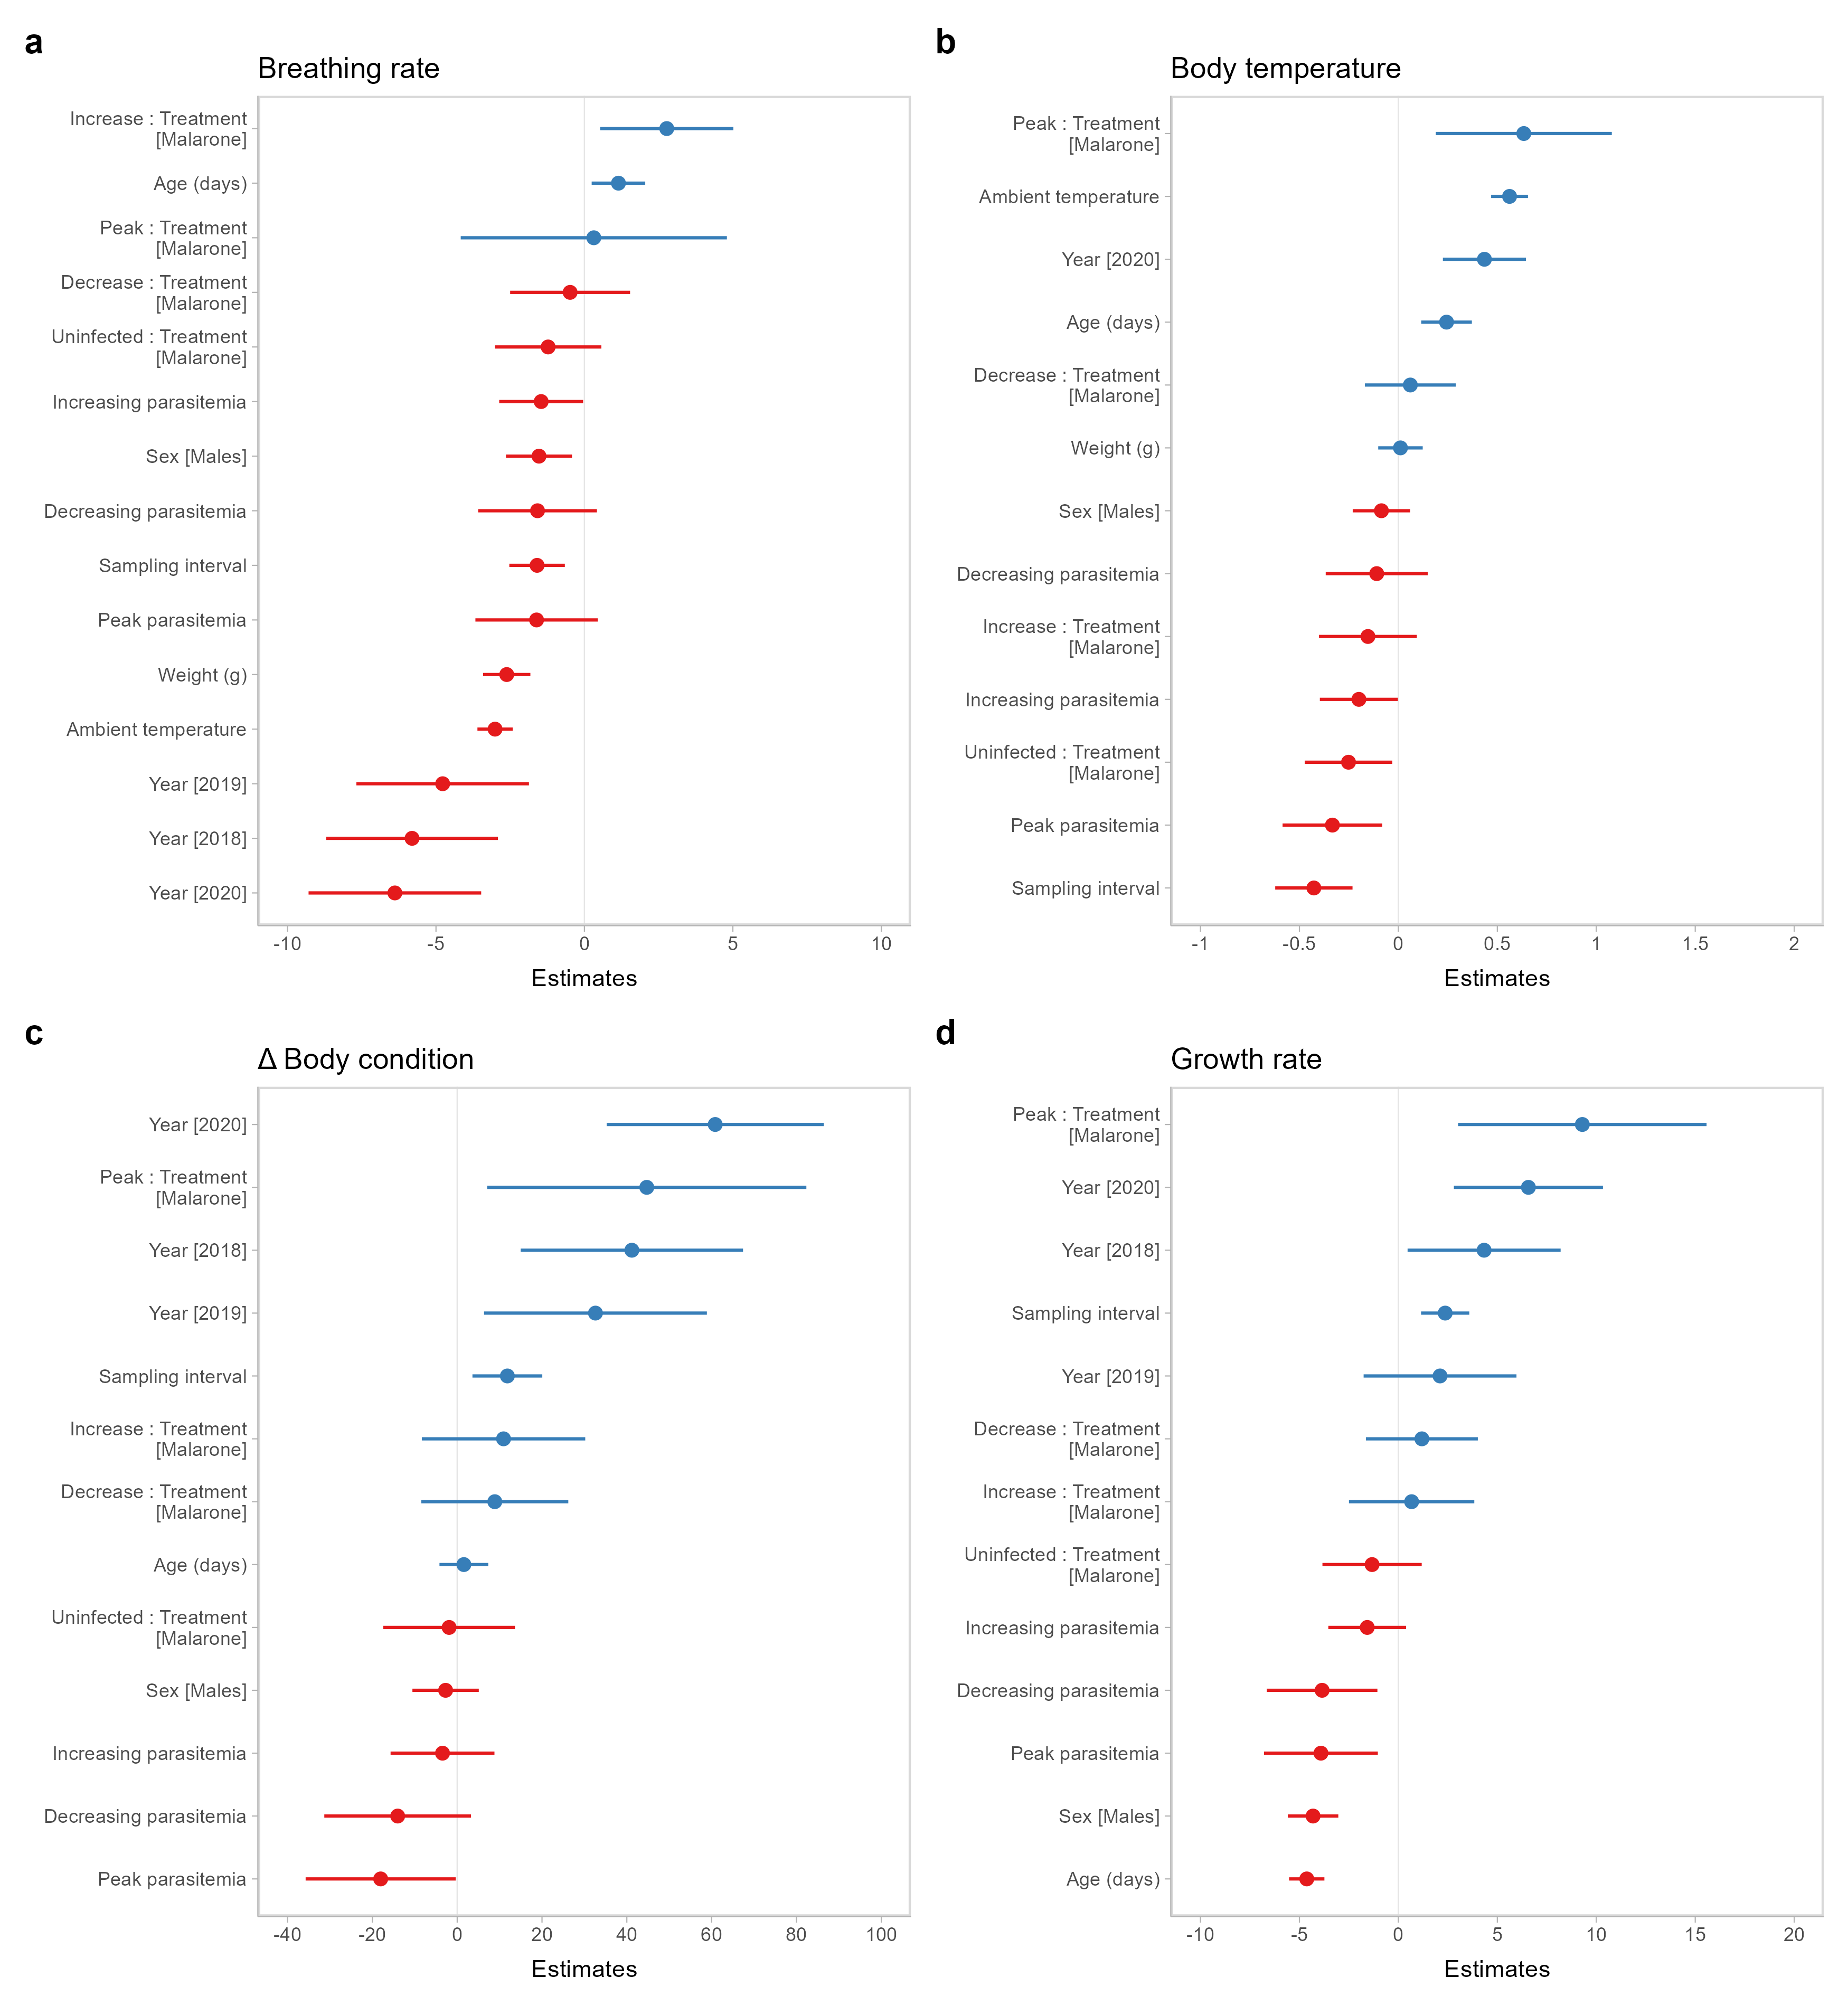 a
Breathing rate
Increase : Treatment
[Malarone]
Age (days)
Peak : Treatment
[Malarone]
Decrease : Treatment
[Malarone]
Uninfected : Treatment
[Malarone]
Increasing parasitemia
Sex [Males]
Decreasing parasitemia
Sampling interval
Peak parasitemia
Weight (g)
Ambient temperature
Year [2019]
Year [2018]
Year [2020]
-10 -5 0 5 10
Estimates
b
Body temperature
Peak : Treatment
[Malarone]
Ambient temperature
Year [2020]
Age (days)
Decrease : Treatment
[Malarone]
Weight (g)
Sex [Males]
Decreasing parasitemia
Increase : Treatment
[Malarone]
Increasing parasitemia
Uninfected : Treatment
[Malarone]
Peak parasitemia
Sampling interval
-1 -0.5 0 0.5 1 1.5 2
Estimates
c
Δ Body condition
Year [2020]
Peak : Treatment
[Malarone]
Year [2018]
Year [2019]
Sampling interval
Increase : Treatment
[Malarone]
Decrease : Treatment
[Malarone]
Age (days)
Uninfected : Treatment
[Malarone]
Sex [Males]
Increasing parasitemia
Decreasing parasitemia
Peak parasitemia
-40 -20 0 20 40 60 80 100
Estimates
d
Growth rate
Peak : Treatment
[Malarone]
Year [2020]
Year [2018]
Sampling interval
Year [2019]
Decrease : Treatment
[Malarone]
Increase : Treatment
[Malarone]
Uninfected : Treatment
[Malarone]
Increasing parasitemia
Decreasing parasitemia
Peak parasitemia
Sex [Males]
Age (days)
-10 -5 0 5 10 15 20
Estimates